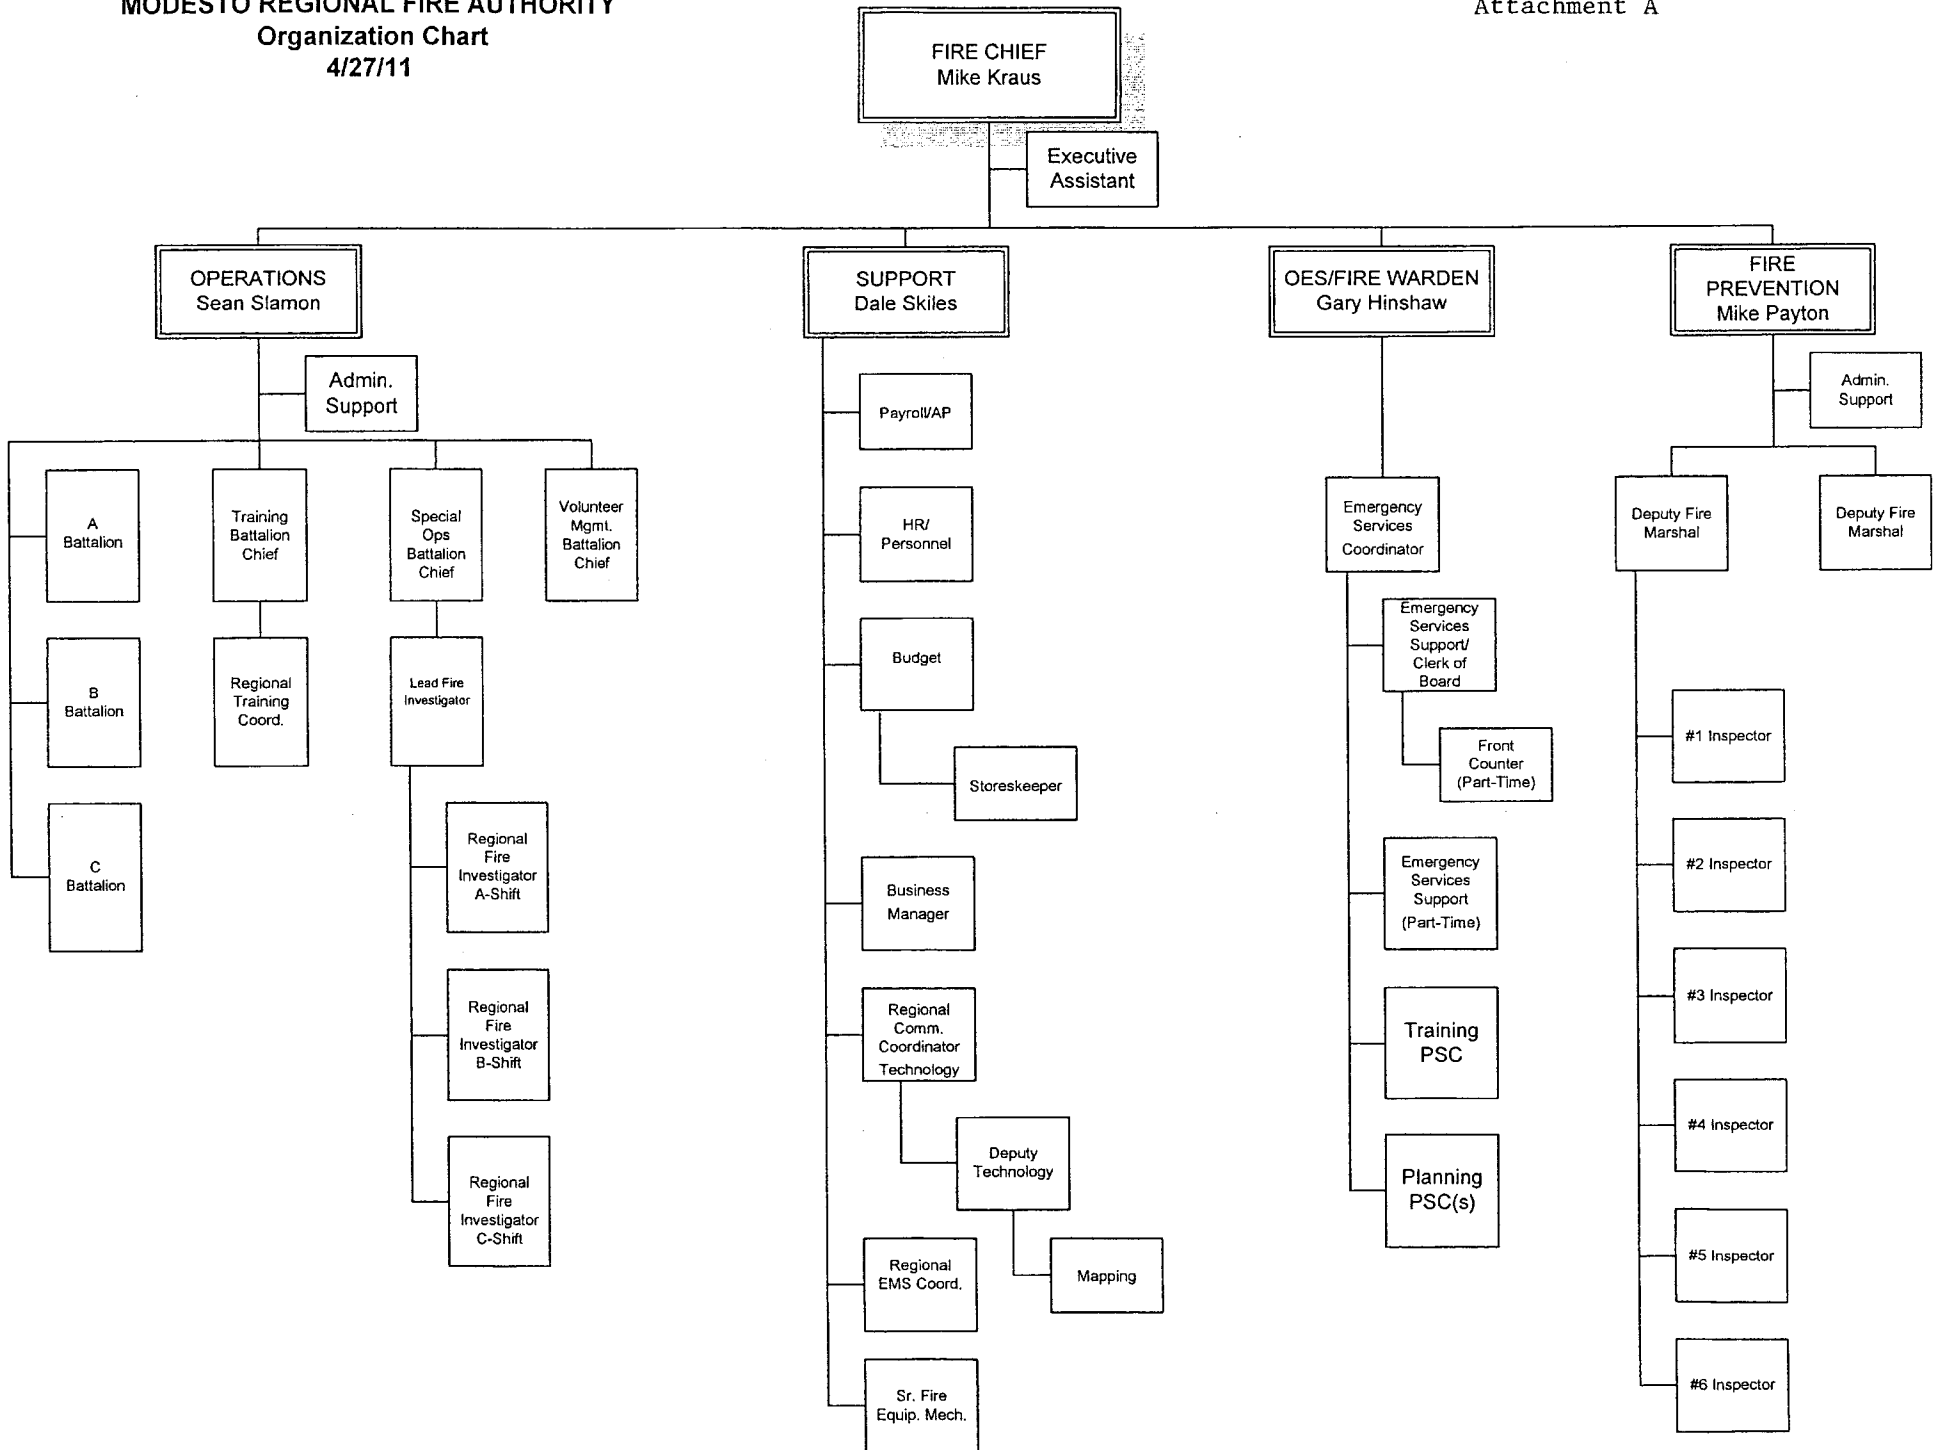 MODESTO REGIONAL FIRE AUTHORITY
Organization Chart
4/27/11
Attachment A
FIRE CHIEF
Mike Kraus
Executive
Assistant
OPERATIONS
Sean Slamon
SUPPORT
Dale Skiles
OES/FIRE WARDEN
Gary Hinshaw
FIRE
PREVENTION
Mike Payton
Admin.
Support
A
Battalion
B
Battalion
C
Battalion
Training
Battalion
Chief
Regional
Training
Coord.
Special
Ops
Battalion
Chief
Lead Fire
Investigator
Regional
Fire
Investigator
A-Shift
Regional
Fire
Investigator
B-Shift
Regional
Fire
Investigator
C-Shift
Volunteer
Mgmt.
Battalion
Chief
Payroll/AP
HR/
Personnel
Budget
Storeskeeper
Business
Manager
Regional
Comm.
Coordinator
Technology
Deputy
Technology
Mapping
Regional
EMS Coord.
Sr. Fire
Equip. Mech.
Emergency
Services
Coordinator
Emergency
Services
Support/
Clerk of
Board
Front
Counter
(Part-Time)
Emergency
Services
Support
(Part-Time)
Training
PSC
Planning
PSC(s)
Admin.
Support
Deputy Fire
Marshal
Deputy Fire
Marshal
#1 Inspector
#2 Inspector
#3 Inspector
#4 Inspector
#5 Inspector
#6 Inspector